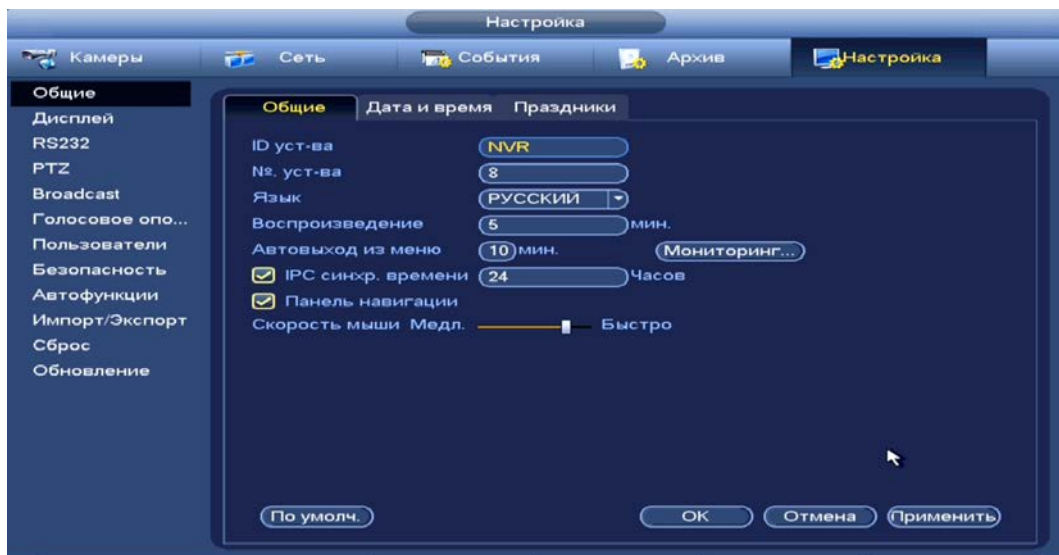 Настройка
Камеры Сеть События Архив Настройка
Общие
Дисплей
RS232
PTZ
Broadcast
Голосовое опо...
Пользователи
Безопасность
Автофункции
Импорт/Экспорт
Сброс
Обновление
Общие Дата и время Праздники
ID уст-ва NVR
№. уст-ва 8
Язык РУССКИЙ
Воспроизведение 5 мин.
Автовыход из меню 10 мин. Мониторинг...
IPC синхр. времени 24 Часов
Панель навигации
Скорость мыши Медл. Быстро
По умолч. OK Отмена Применить